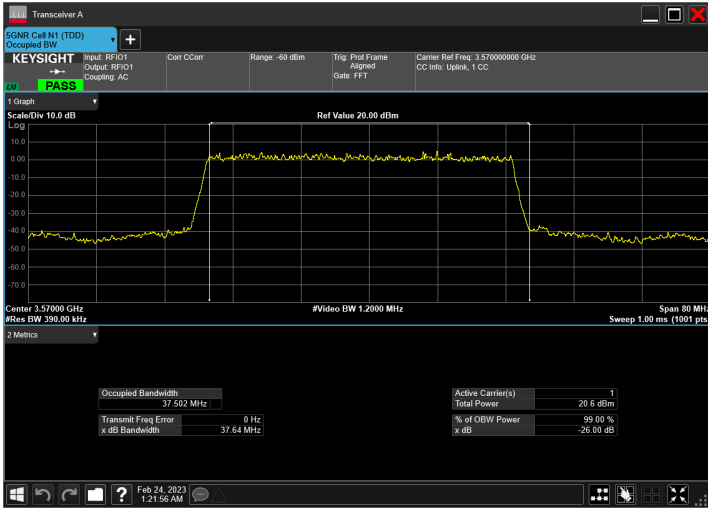 Transceiver A
5GNR Cell N1 (TDD)
Occupied BW
KEYSIGHT
LXI
PASS
Input: RFIO1
Output: RFIO1
Coupling: AC
Corr CCorr
Range: -60 dBm
Trig: Prot Frame
Aligned
Gate: FFT
Carrier Ref Freq: 3.570000000 GHz
CC Info: Uplink, 1 CC
1 Graph
Scale/Div 10.0 dB
Ref Value 20.00 dBm
Log
10.0
0.00
-10.0
-20.0
-30.0
-40.0
-50.0
-60.0
-70.0
Center 3.57000 GHz
#Video BW 1.2000 MHz
Span 80 MHz
#Res BW 390.00 kHz
Sweep 1.00 ms (1001 pts
2 Metrics
Occupied Bandwidth
37.502 MHz
Transmit Freq Error 0 Hz
x dB Bandwidth 37.64 MHz
Active Carrier(s) 1
Total Power 20.6 dBm
% of OBW Power 99.00 %
x dB -26.00 dB
Feb 24, 2023
1:21:56 AM